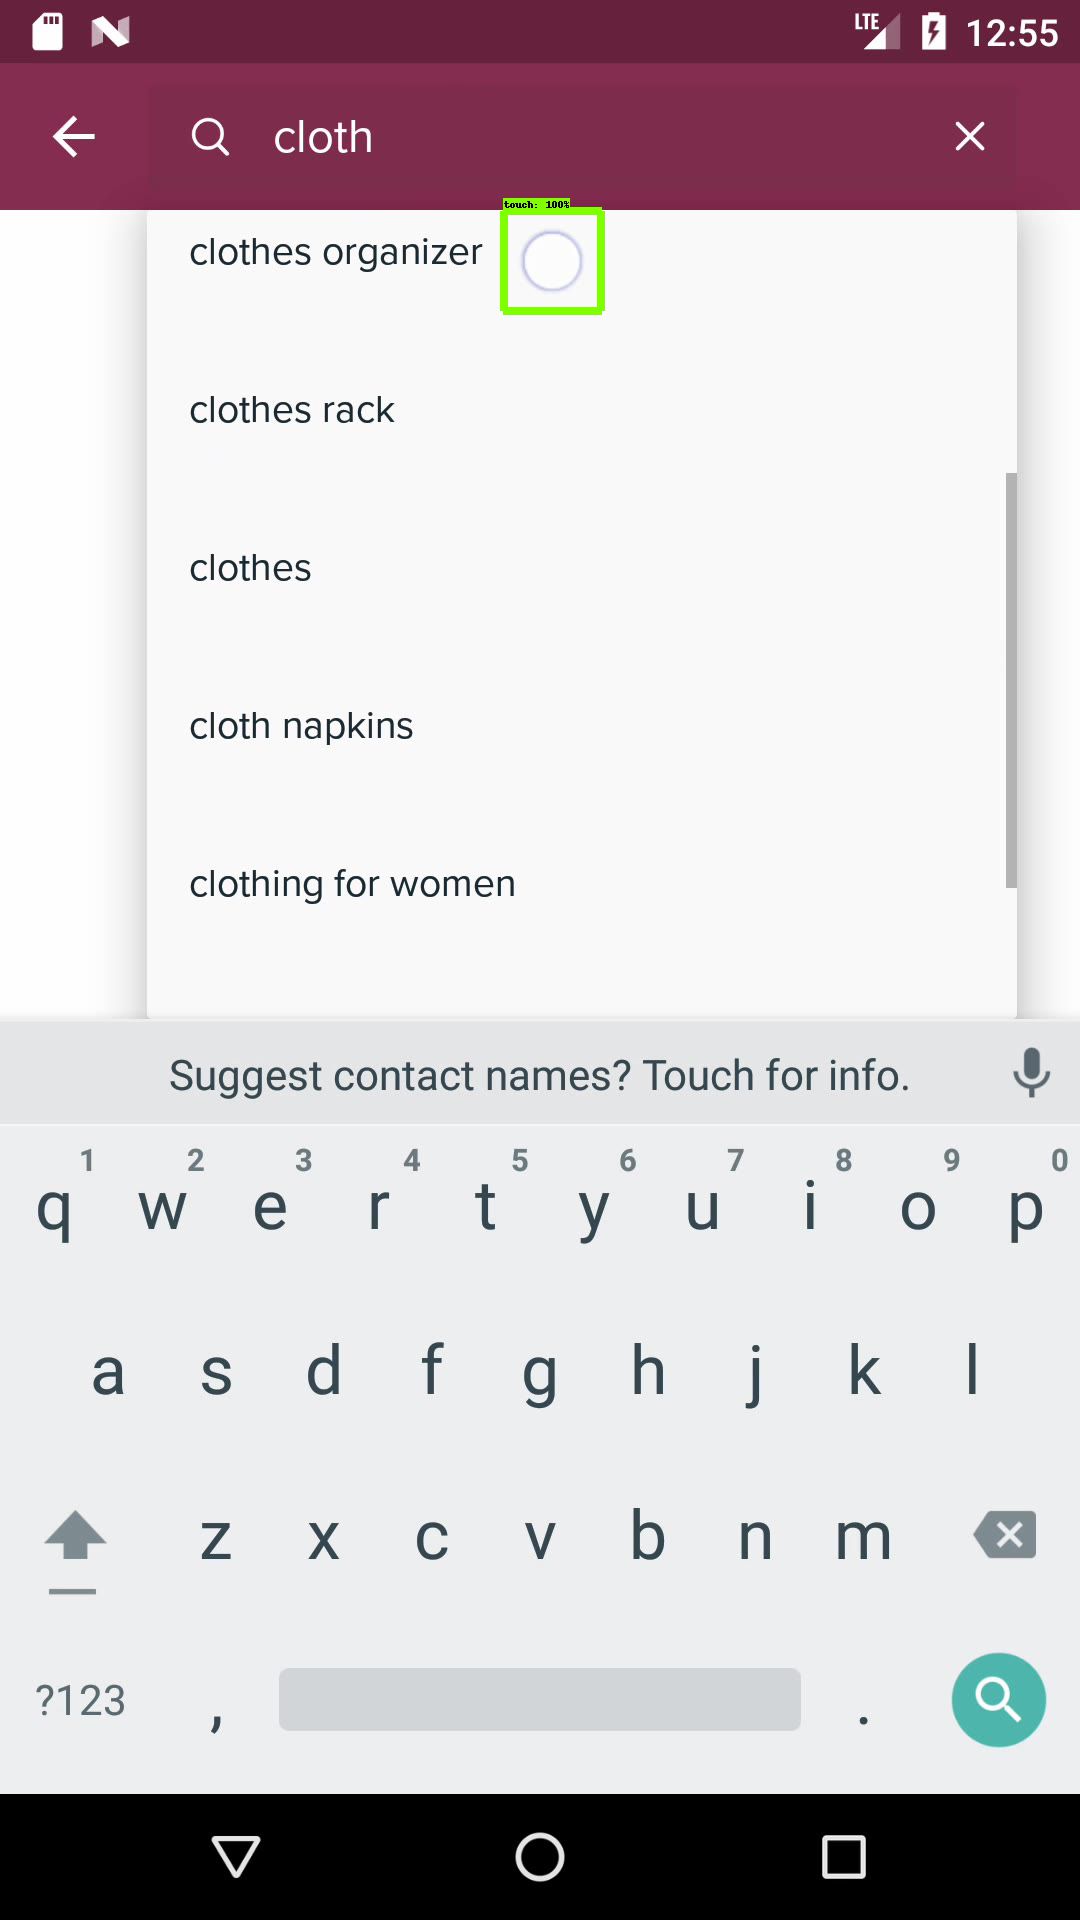 LTE 12:55
cloth
touch: 100%
clothes organizer
clothes rack
clothes
cloth napkins
clothing for women
Suggest contact names? Touch for info.
1 2 3 4 5 6 7 8 9 0
q w e r t y u i o p
a s d f g h j k l
z x c v b n m
?123 , .